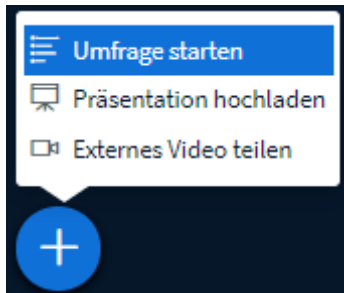 Umfrage starten
Präsentation hochladen
Externes Video teilen